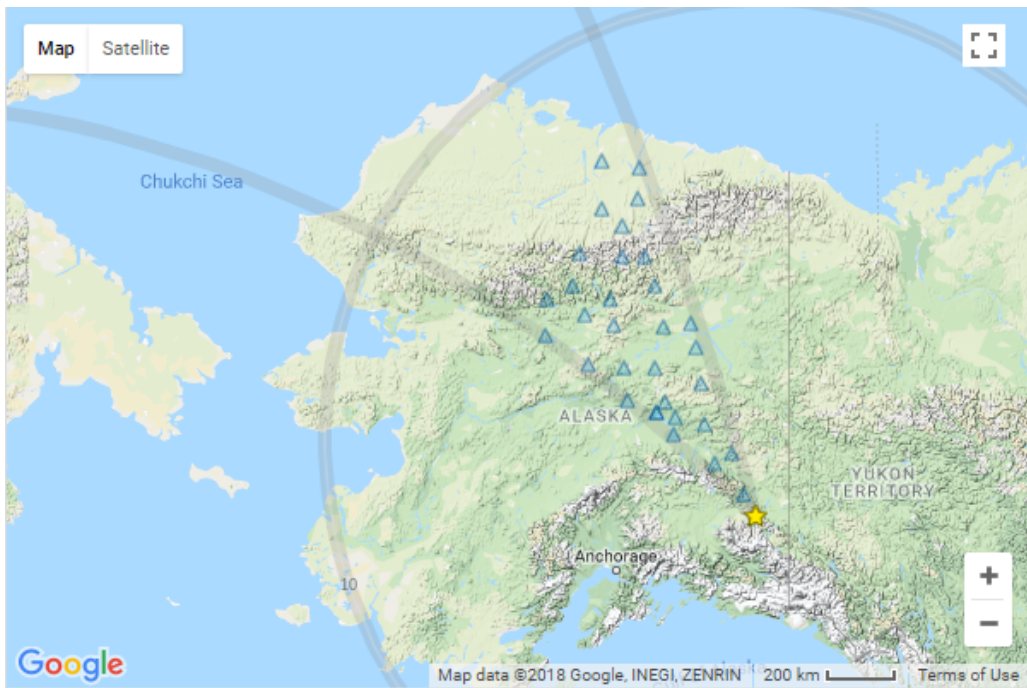 Map Satellite
Chukchi Sea
ALASKA
YUKON
TERRITORY
Anchorage
10
Google
Map data ©2018 Google, INEGI, ZENRIN 200 km Terms of Use